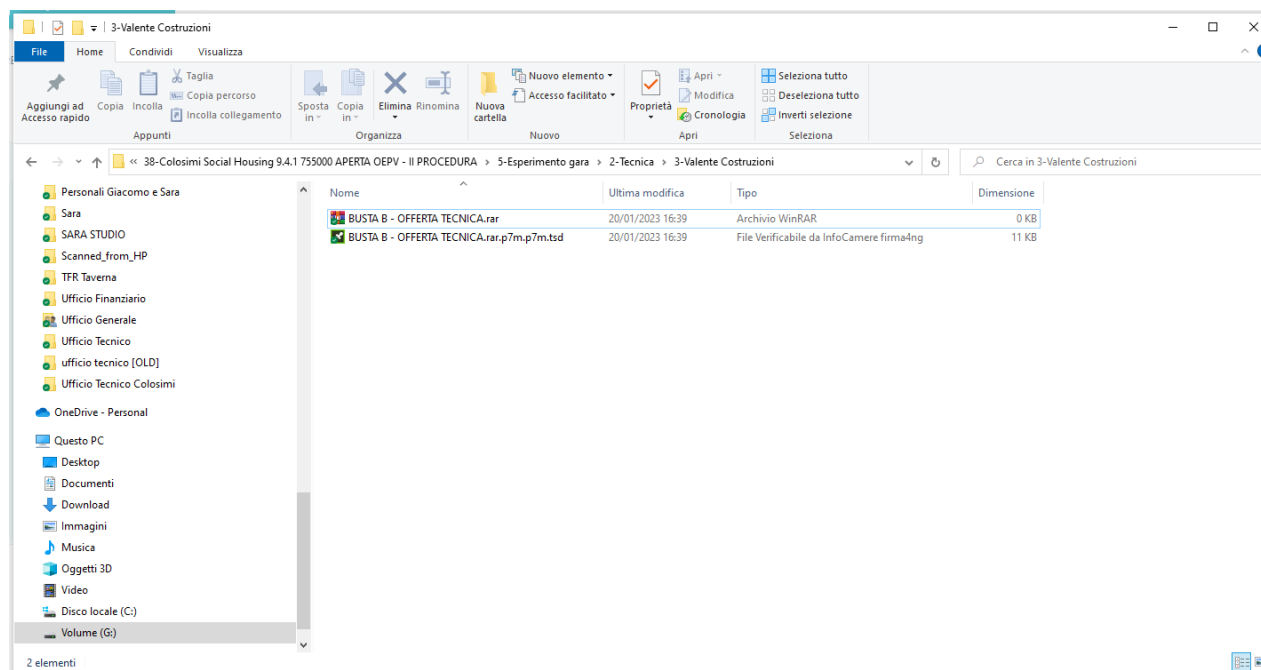 3-Valente Costruzioni
File Home Condividi Visualizza
Aggiungi ad Accesso rapido
Copia
Incolla
Taglia
Copia percorso
Incolla collegamento
Appunti
Sposta in
Copia in
Elimina
Rinomina
Organizza
Nuova cartella
Nuovo elemento
Accesso facilitato
Nuovo
Proprietà
Apri
Modifica
Cronologia
Apri
Seleziona tutto
Deseleziona tutto
Inverti selezione
Seleziona
« 38-Colosimi Social Housing 9.4.1 755000 APERTA OEPV - II PROCEDURA > 5-Esperimento gara > 2-Tecnica > 3-Valente Costruzioni
Cerca in 3-Valente Costruzioni
Personali Giacomo e Sara
Sara
SARA STUDIO
Scanned_from_HP
TFR Taverna
Ufficio Finanziario
Ufficio Generale
Ufficio Tecnico
ufficio tecnico [OLD]
Ufficio Tecnico Colosimi
OneDrive - Personal
Questo PC
Desktop
Documenti
Download
Immagini
Musica
Oggetti 3D
Video
Disco locale (C:)
Volume (G:)
Nome Ultima modifica Tipo Dimensione
BUSTA B - OFFERTA TECNICA.rar 20/01/2023 16:39 Archivio WinRAR 0 KB
BUSTA B - OFFERTA TECNICA.rar.p7m.p7m.tsd 20/01/2023 16:39 File Verificabile da InfoCamere firma4ng 11 KB
2 elementi